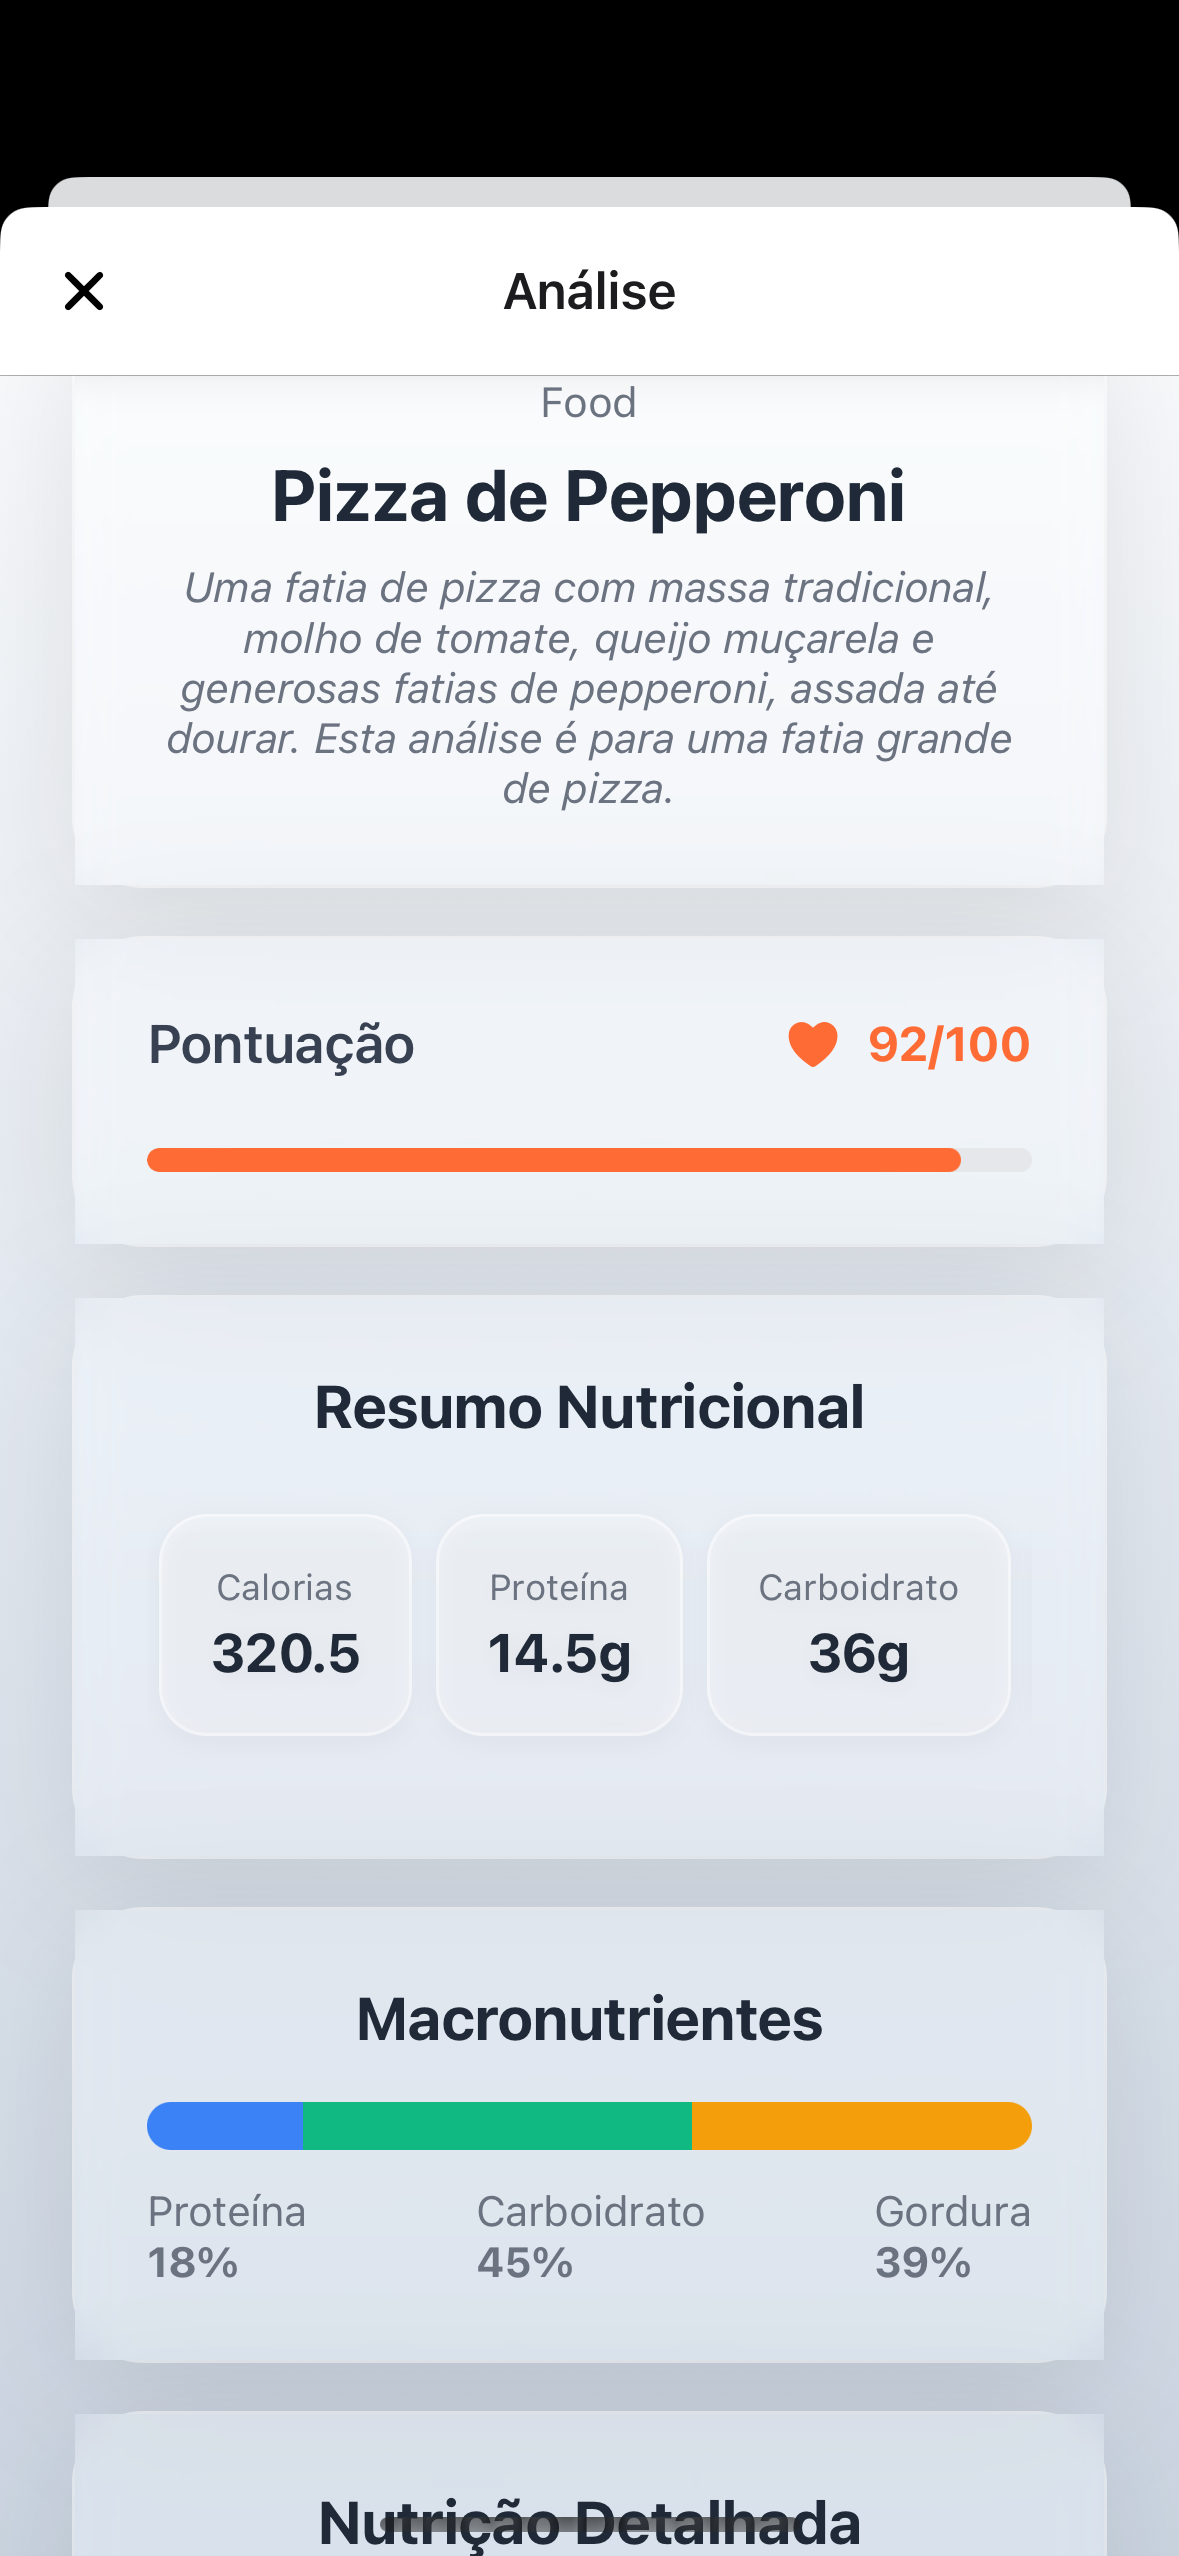 Análise
Food
Pizza de Pepperoni
Uma fatia de pizza com massa tradicional,
molho de tomate, queijo muçarela e
generosas fatias de pepperoni, assada até
dourar. Esta análise é para uma fatia grande
de pizza.
Pontuação
92/100
Resumo Nutricional
Calorias
320.5
Proteína
14.5g
Carboidrato
36g
Macronutrientes
Proteína
18%
Carboidrato
45%
Gordura
39%
Nutrição Detalhada